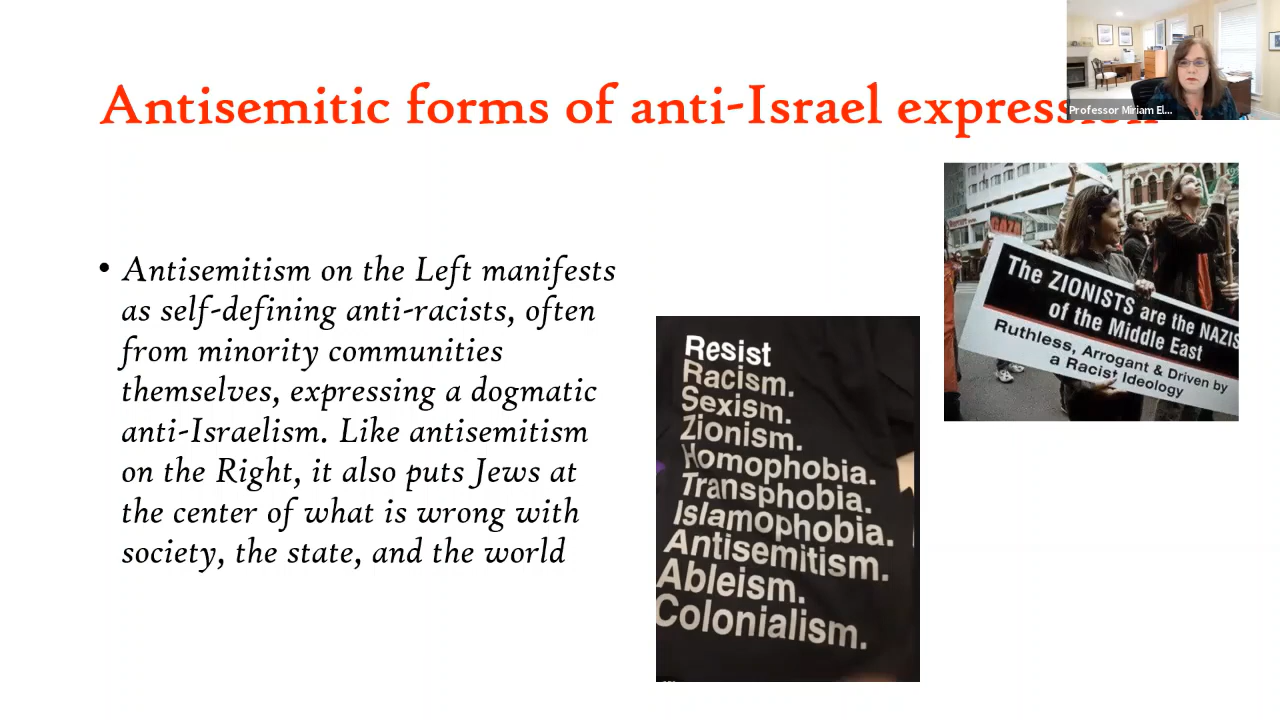 Antisemitic forms of anti-Israel expression
Professor Miriam El...
• Antisemitism on the Left manifests
as self-defining anti-racists, often
from minority communities
themselves, expressing a dogmatic
anti-Israelism. Like antisemitism
on the Right, it also puts Jews at
the center of what is wrong with
society, the state, and the world
Resist
Racism.
Sexism.
Zionism.
Homophobia.
Transphobia.
Islamophobia.
Antisemitism.
Ableism.
Colonialism.
GAZA
The ZIONISTS are the NAZIS
of the Middle East
Ruthless, Arrogant & Driven by
a Racist Ideology